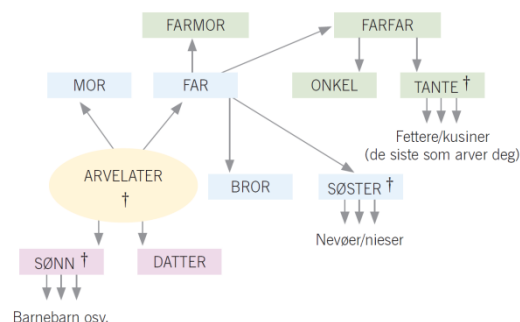 FARMOR
FARFAR
MOR
FAR
ONKEL
TANTE †
Fettere/kusiner
(de siste som arver deg)
ARVELATER
†
BROR
SØSTER †
Nevøer/nieser
SØNN †
DATTER
Barnebarn osv.